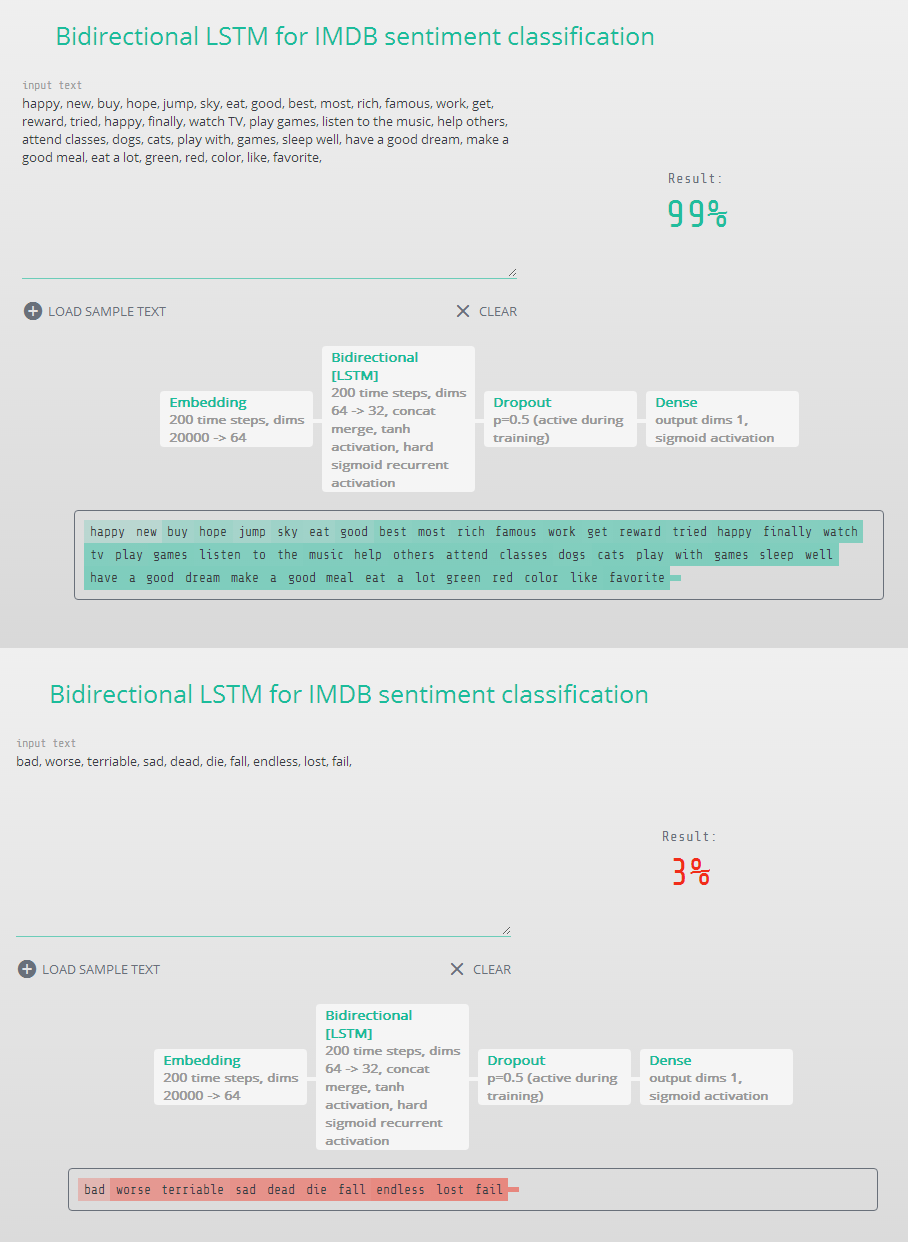 Bidirectional LSTM for IMDB sentiment classification
input text
happy, new, buy, hope, jump, sky, eat, good, best, most, rich, famous, work, get,
reward, tried, happy, finally, watch TV, play games, listen to the music, help others,
attend classes, dogs, cats, play with, games, sleep well, have a good dream, make a
good meal, eat a lot, green, red, color, like, favorite,
Result:
99%
LOAD SAMPLE TEXT
CLEAR
Embedding
200 time steps, dims
20000 -> 64
Bidirectional
[LSTM]
200 time steps, dims
64 -> 32, concat
merge, tanh
activation, hard
sigmoid recurrent
activation
Dropout
p=0.5 (active during
training)
Dense
output dims 1,
sigmoid activation
happy new buy hope jump sky eat good best most rich famous work get reward tried happy finally watch
tv play games listen to the music help others attend classes dogs cats play with games sleep well
have a good dream make a good meal eat a lot green red color like favorite
Bidirectional LSTM for IMDB sentiment classification
input text
bad, worse, terriable, sad, dead, die, fall, endless, lost, fail,
Result:
3%
LOAD SAMPLE TEXT
CLEAR
Embedding
200 time steps, dims
20000 -> 64
Bidirectional
[LSTM]
200 time steps, dims
64 -> 32, concat
merge, tanh
activation, hard
sigmoid recurrent
activation
Dropout
p=0.5 (active during
training)
Dense
output dims 1,
sigmoid activation
bad worse terriable sad dead die fall endless lost fail